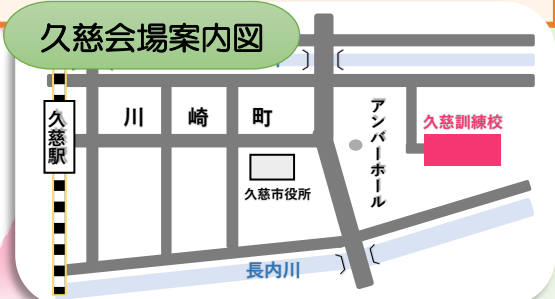 久慈会場案内図
川崎町
久慈駅
アンバーホール
久慈訓練校
久慈市役所
長内川